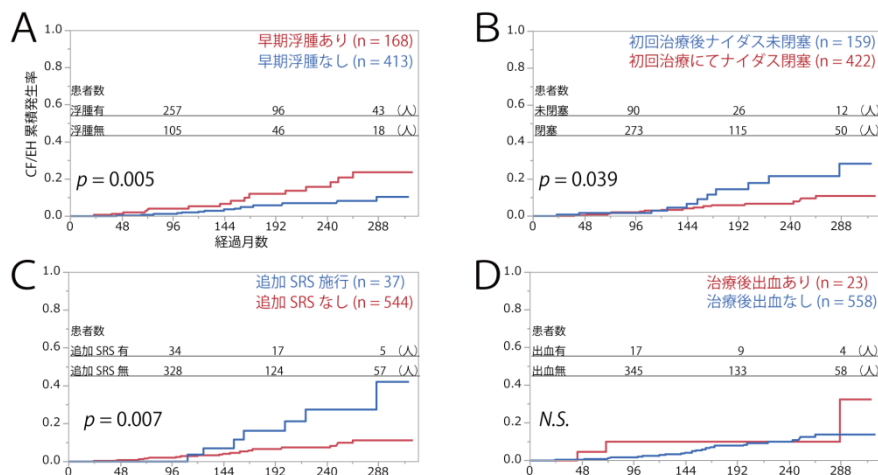 A
1.0
0.8
0.6
0.4
0.2
0.0
CF/EH 累積発生率
早期浮腫あり (n = 168)
早期浮腫なし (n = 413)
患者数
浮腫有 257 96 43 (人)
浮腫無 105 46 18 (人)
p = 0.005
0 48 96 144 192 240 288
経過月数
B
1.0
0.8
0.6
0.4
0.2
0.0
初回治療後ナイダス未閉塞 (n = 159)
初回治療にてナイダス閉塞 (n = 422)
患者数
未閉塞 90 26 12 (人)
閉塞 273 115 50 (人)
p = 0.039
0 48 96 144 192 240 288
C
1.0
0.8
0.6
0.4
0.2
0.0
追加 SRS 施行 (n = 37)
追加 SRS なし (n = 544)
患者数
追加 SRS 有 34 17 5 (人)
追加 SRS 無 328 124 57 (人)
p = 0.007
0 48 96 144 192 240 288
D
1.0
0.8
0.6
0.4
0.2
0.0
治療後出血あり (n = 23)
治療後出血なし (n = 558)
患者数
出血有 17 9 4 (人)
出血無 345 133 58 (人)
N.S.
0 48 96 144 192 240 288